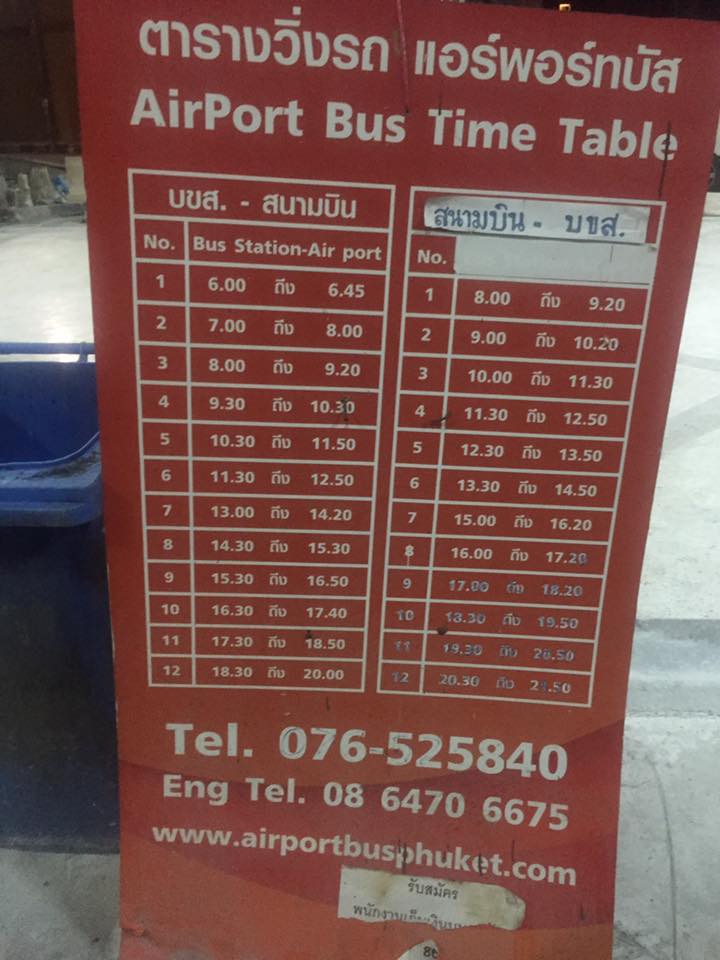 ตารางวิ่งรถ แอร์พอร์ทบัส
AirPort Bus Time Table
บขส. - สนามบิน
No. Bus Station-Air port
1 6.00 ถึง 6.45
2 7.00 ถึง 8.00
3 8.00 ถึง 9.20
4 9.30 ถึง 10.30
5 10.30 ถึง 11.50
6 11.30 ถึง 12.50
7 13.00 ถึง 14.20
8 14.30 ถึง 15.30
9 15.30 ถึง 16.50
10 16.30 ถึง 17.40
11 17.30 ถึง 18.50
12 18.30 ถึง 20.00
สนามบิน - บขส.
No.
1 8.00 ถึง 9.20
2 9.00 ถึง 10.20
3 10.00 ถึง 11.30
4 11.30 ถึง 12.50
5 12.30 ถึง 13.50
6 13.30 ถึง 14.50
7 15.00 ถึง 16.20
8 16.00 ถึง 17.20
9 17.00 ถึง 18.20
10 18.30 ถึง 19.50
11 19.30 ถึง 20.50
12 20.30 ถึง 21.50
Tel. 076-525840
Eng Tel. 08 6470 6675
www.airportbusphuket.com
รับสมัคร